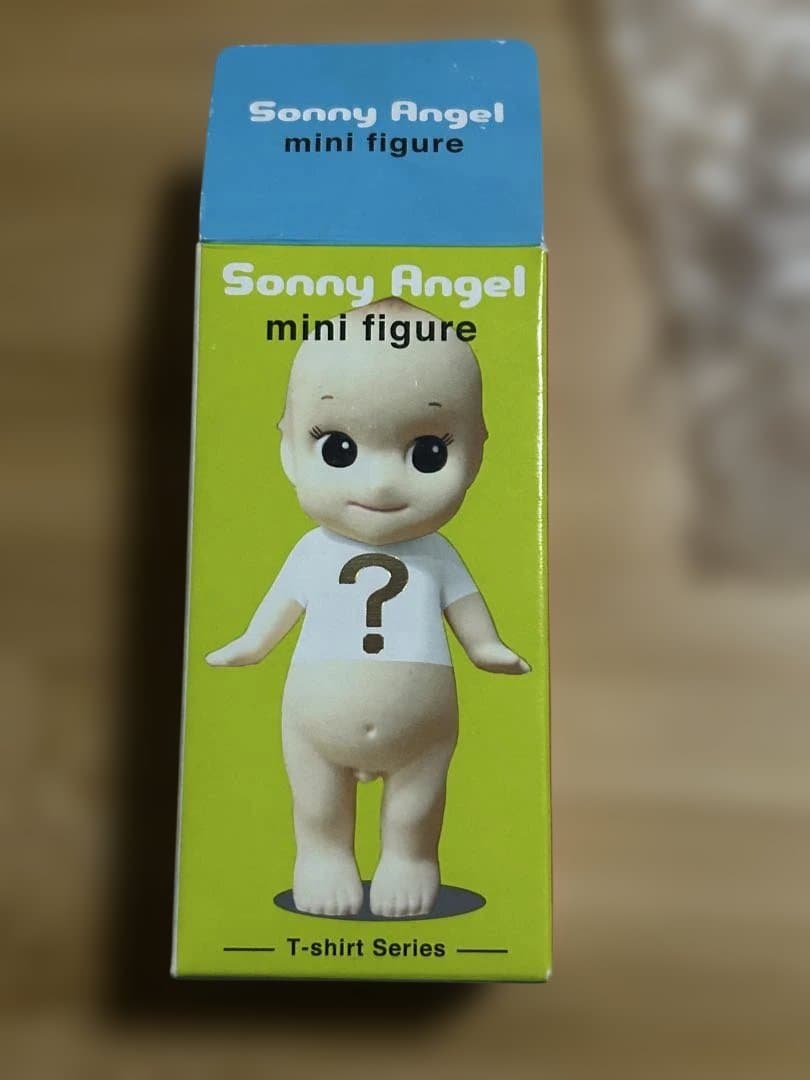 Sonny Angel
mini figure
Sonny Angel
mini figure
?
T-shirt Series